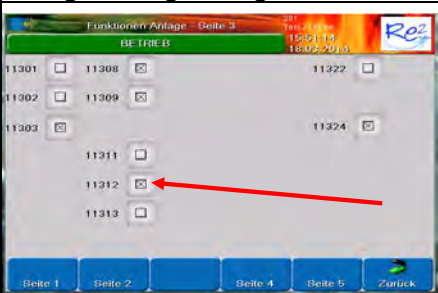 Funktionen Anlage - Seite 3
201
15:51:14
18.03.2014
Re²
BETRIEB
11301 11308 11322
11302 11309
11303 11324
11311
11312
11313
Seite 1 Seite 2 Seite 4 Seite 5 Zurück